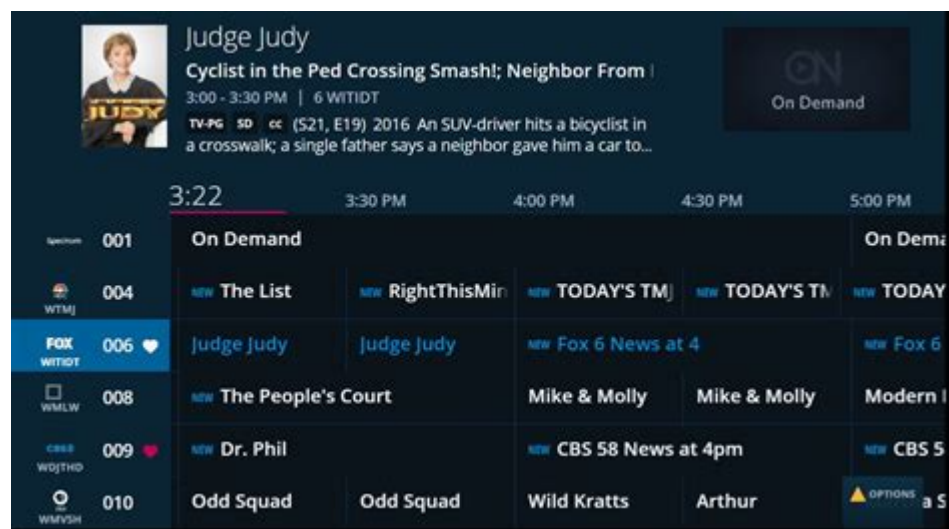 Judge Judy
Cyclist in the Ped Crossing Smash!; Neighbor From
3:00 - 3:30 PM | 6 WITIDT
TV-PG SD cc (S21, E19) 2016 An SUV-driver hits a bicyclist in
a crosswalk; a single father says a neighbor gave him a car to...
JUDY
ON
On Demand
3:22 3:30 PM 4:00 PM 4:30 PM 5:00 PM
Spectrum 001 On Demand On Dema
WTMJ 004 NEW The List NEW RightThisMin NEW TODAY'S TMJ NEW TODAY'S TM NEW TODAY
FOX WITIDT 006 Judge Judy Judge Judy NEW Fox 6 News at 4 NEW Fox 6
WMLW 008 NEW The People's Court Mike & Molly Mike & Molly Modern
CBS58 WDJTHD 009 NEW Dr. Phil NEW CBS 58 News at 4pm NEW CBS 5
WMVSH 010 Odd Squad Odd Squad Wild Kratts Arthur OPTIONS a S